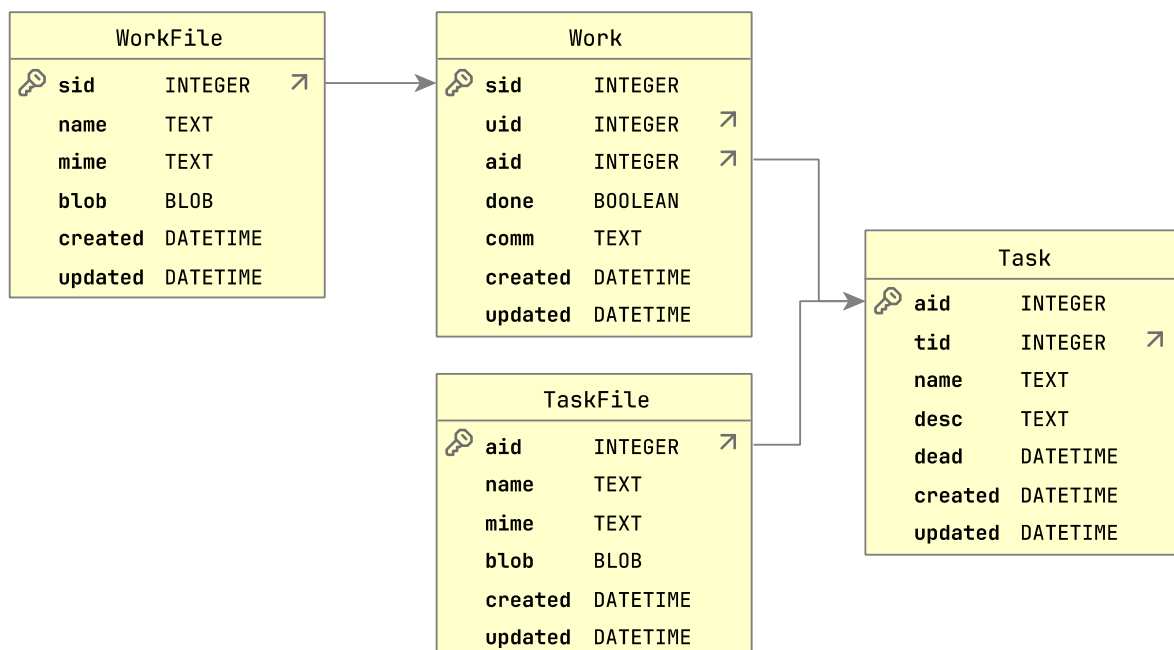 WorkFile
sid INTEGER
name TEXT
mime TEXT
blob BLOB
created DATETIME
updated DATETIME
Work
sid INTEGER
uid INTEGER
aid INTEGER
done BOOLEAN
comm TEXT
created DATETIME
updated DATETIME
TaskFile
aid INTEGER
name TEXT
mime TEXT
blob BLOB
created DATETIME
updated DATETIME
Task
aid INTEGER
tid INTEGER
name TEXT
desc TEXT
dead DATETIME
created DATETIME
updated DATETIME